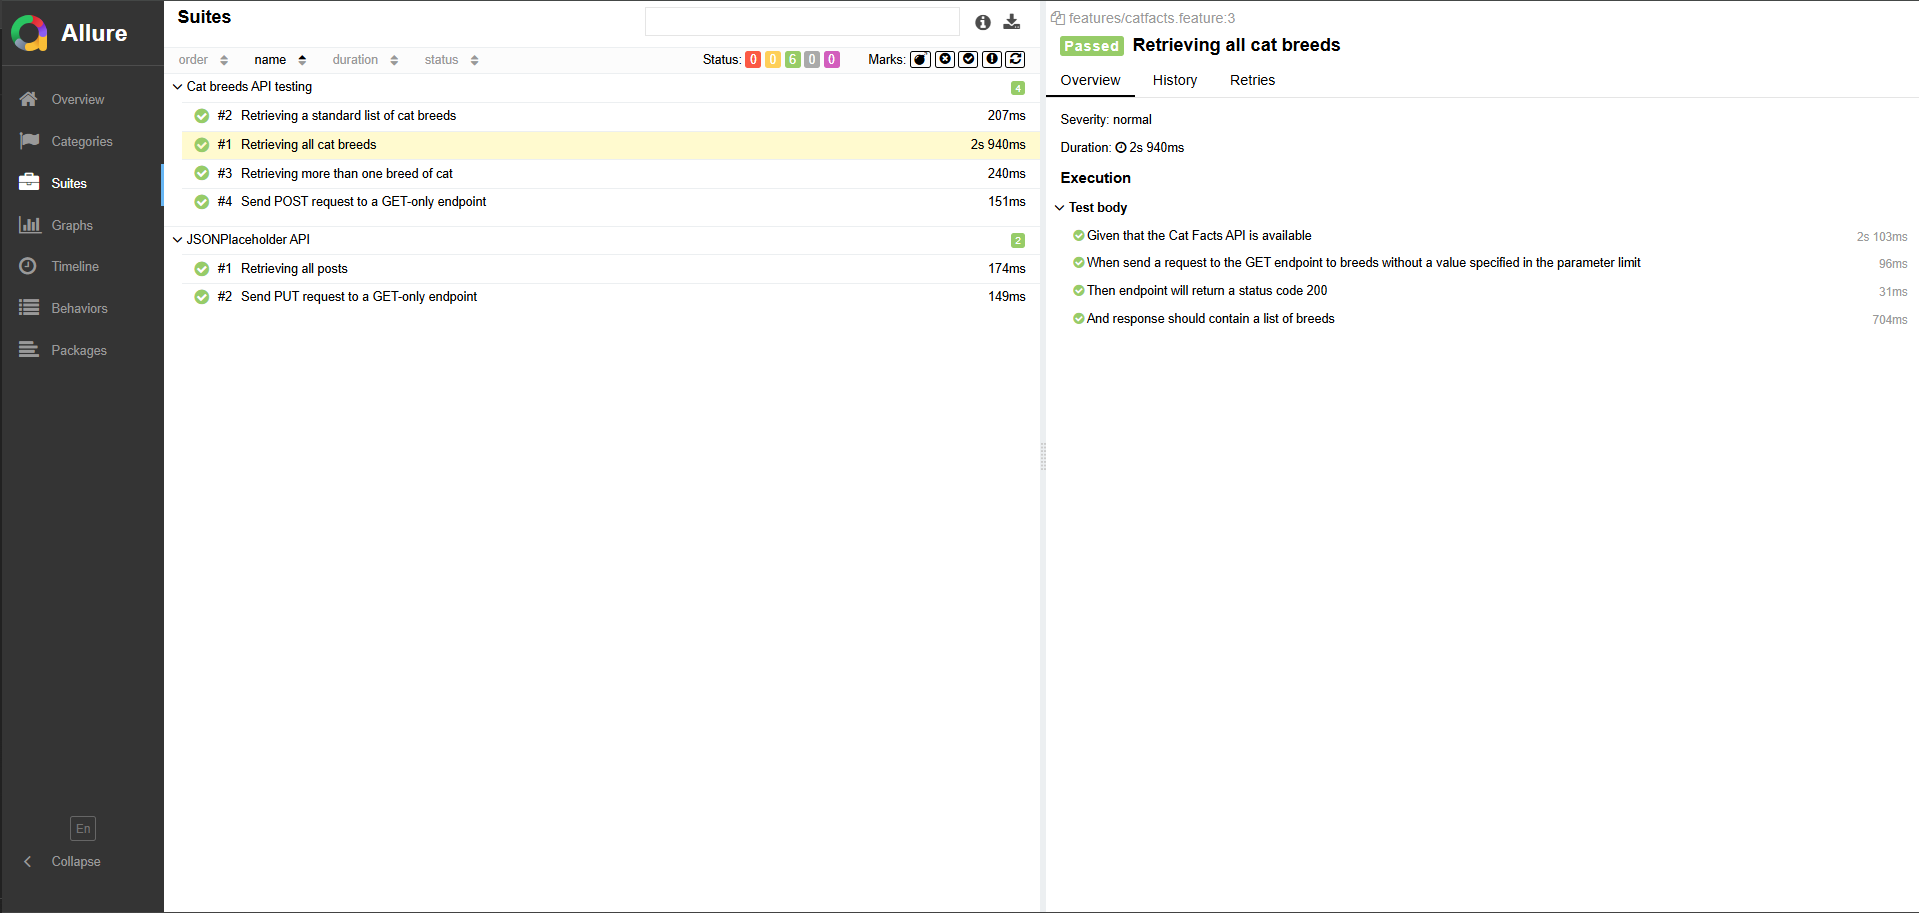 Allure
Overview
Categories
Suites
Graphs
Timeline
Behaviors
Packages
En
Collapse
Suites
order name duration status Status: 0 0 6 0 0 Marks:
Cat breeds API testing 4
#2 Retrieving a standard list of cat breeds 207ms
#1 Retrieving all cat breeds 2s 940ms
#3 Retrieving more than one breed of cat 240ms
#4 Send POST request to a GET-only endpoint 151ms
JSONPlaceholder API 2
#1 Retrieving all posts 174ms
#2 Send PUT request to a GET-only endpoint 149ms
features/catfacts.feature:3
Passed Retrieving all cat breeds
Overview History Retries
Severity: normal
Duration: 2s 940ms
Execution
Test body
Given that the Cat Facts API is available 2s 103ms
When send a request to the GET endpoint to breeds without a value specified in the parameter limit 96ms
Then endpoint will return a status code 200 31ms
And response should contain a list of breeds 704ms